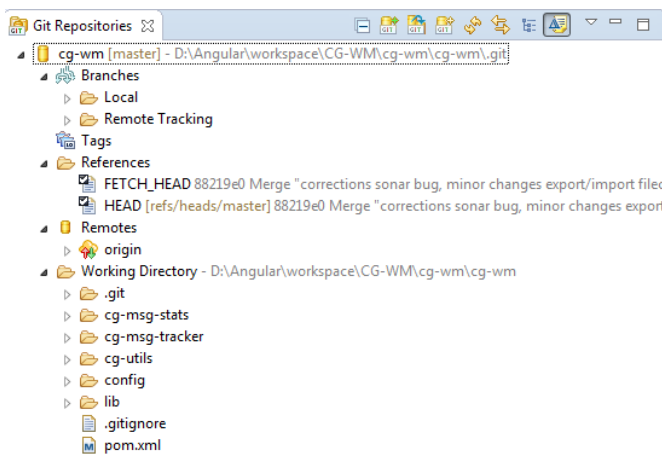 Git Repositories
cg-wm [master] - D:\Angular\workspace\CG-WM\cg-wm\cg-wm\.git
Branches
Local
Remote Tracking
Tags
References
FETCH_HEAD 88219e0 Merge "corrections sonar bug, minor changes export/import filed
HEAD [refs/heads/master] 88219e0 Merge "corrections sonar bug, minor changes export
Remotes
origin
Working Directory - D:\Angular\workspace\CG-WM\cg-wm\cg-wm
.git
cg-msg-stats
cg-msg-tracker
cg-utils
config
lib
.gitignore
pom.xml